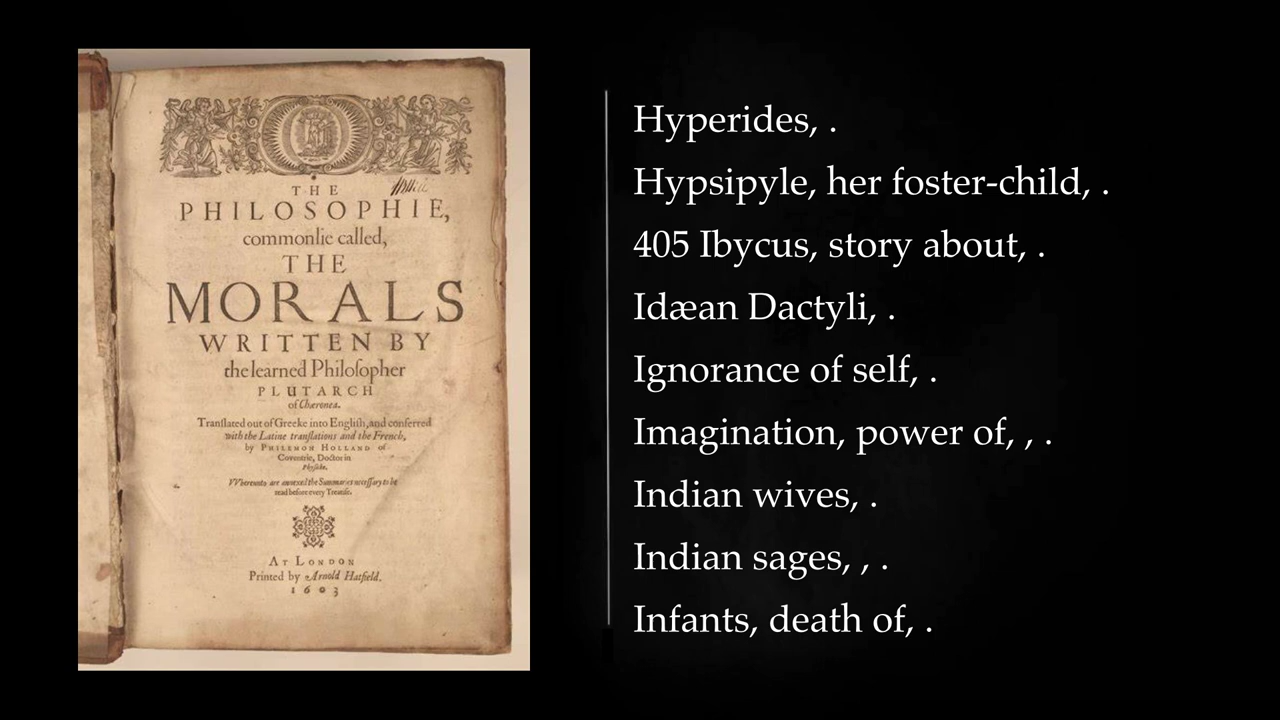 THE
PHILOSOPHIE,
commonlie called,
THE
MORALS
WRITTEN BY
the learned Philosopher
PLUTARCH
of Chæronea.
Translated out of Greeke into English, and conferred
with the Latine translations and the French,
by PHILEMON HOLLAND of
Coventrie, Doctor in
Physicke.
VVhereunto are annexed the Summaries necessary to be
read before every Treatise.
AT LONDON
Printed by Arnold Hatfield.
1603
Hyperides, .
Hypsipyle, her foster-child, .
405 Ibycus, story about, .
Idæan Dactyli, .
Ignorance of self, .
Imagination, power of, , .
Indian wives, .
Indian sages, , .
Infants, death of, .